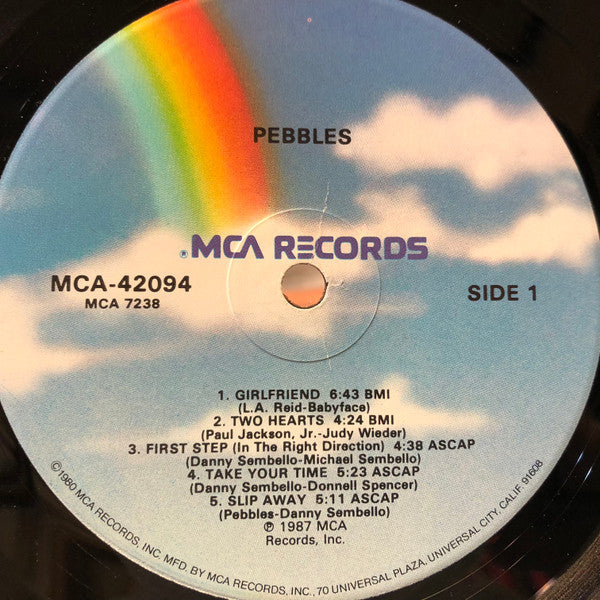 PEBBLES
®MCA RECORDS
MCA-42094
MCA 7238
SIDE 1
1. GIRLFRIEND 6:43 BMI
(L.A. Reid-Babyface)
2. TWO HEARTS 4:24 BMI
(Paul Jackson, Jr.-Judy Wieder)
3. FIRST STEP (In The Right Direction) 4:38 ASCAP
(Danny Sembello-Michael Sembello)
4. TAKE YOUR TIME 5:23 ASCAP
(Danny Sembello-Donnell Spencer)
5. SLIP AWAY 5:11 ASCAP
(Pebbles-Danny Sembello)
℗ 1987 MCA
Records, Inc.
©1980 MCA RECORDS, INC. MFD. BY MCA RECORDS, INC., 70 UNIVERSAL PLAZA, UNIVERSAL CITY, CALIF. 91608